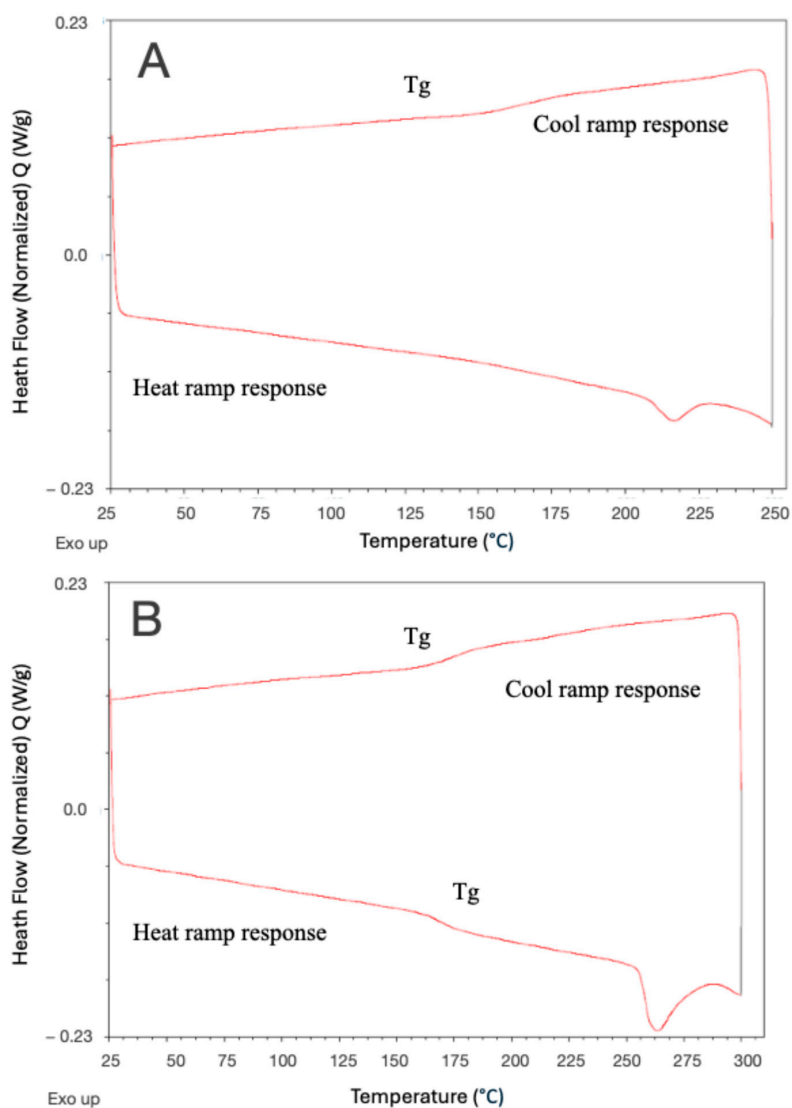 0.23
A
Tg
Cool ramp response
Heath Flow (Normalized) Q (W/g)
0.0
Heat ramp response
– 0.23
25 50 75 100 125 150 175 200 225 250
Exo up
Temperature (°C)
0.23
B
Tg
Cool ramp response
Heath Flow (Normalized) Q (W/g)
0.0
Tg
Heat ramp response
– 0.23
25 50 75 100 125 150 175 200 225 250 275 300
Exo up
Temperature (°C)